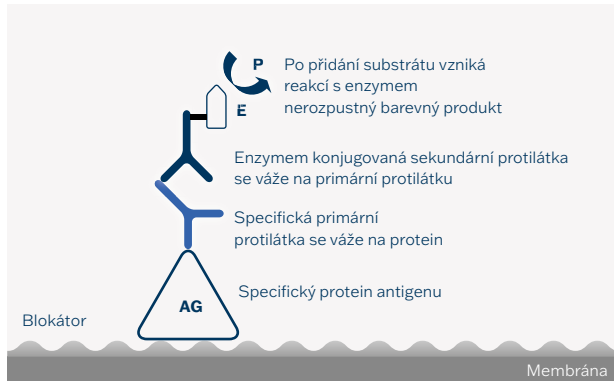 P
Po přidání substrátu vzniká
reakcí s enzymem
nerozpustný barevný produkt
E
Enzymem konjugovaná sekundární protilátka
se váže na primární protilátku
Specifická primární
protilátka se váže na protein
Specifický protein antigenu
AG
Blokátor
Membrána